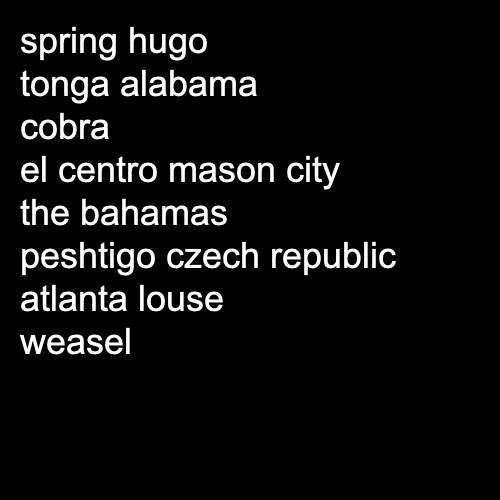 spring hugo
tonga alabama
cobra
el centro mason city
the bahamas
peshtigo czech republic
atlanta louse
weasel